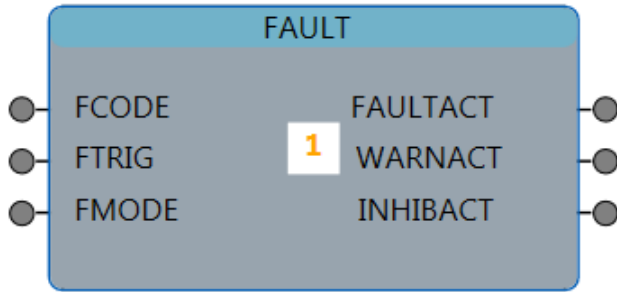 FAULT
FCODE FAULTACT
FTRIG 1 WARNACT
FMODE INHIBACT